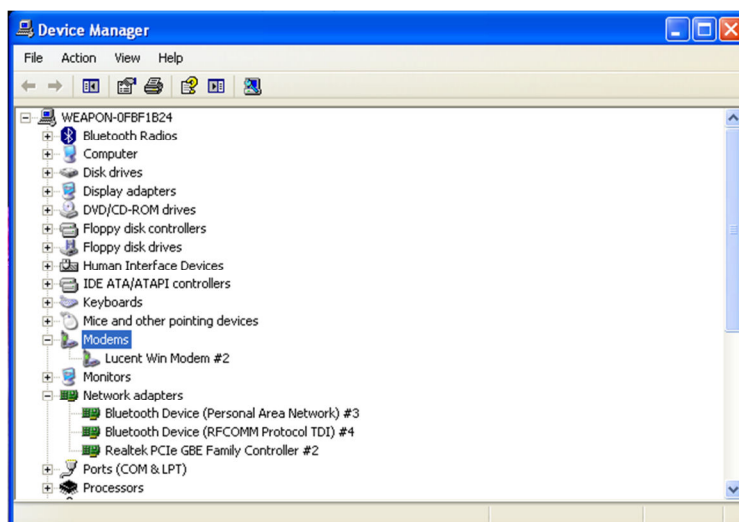 Device Manager
File Action View Help
WEAPON-0FBF1B24
Bluetooth Radios
Computer
Disk drives
Display adapters
DVD/CD-ROM drives
Floppy disk controllers
Floppy disk drives
Human Interface Devices
IDE ATA/ATAPI controllers
Keyboards
Mice and other pointing devices
Modems
Lucent Win Modem #2
Monitors
Network adapters
Bluetooth Device (Personal Area Network) #3
Bluetooth Device (RFCOMM Protocol TDI) #4
Realtek PCIe GBE Family Controller #2
Ports (COM & LPT)
Processors